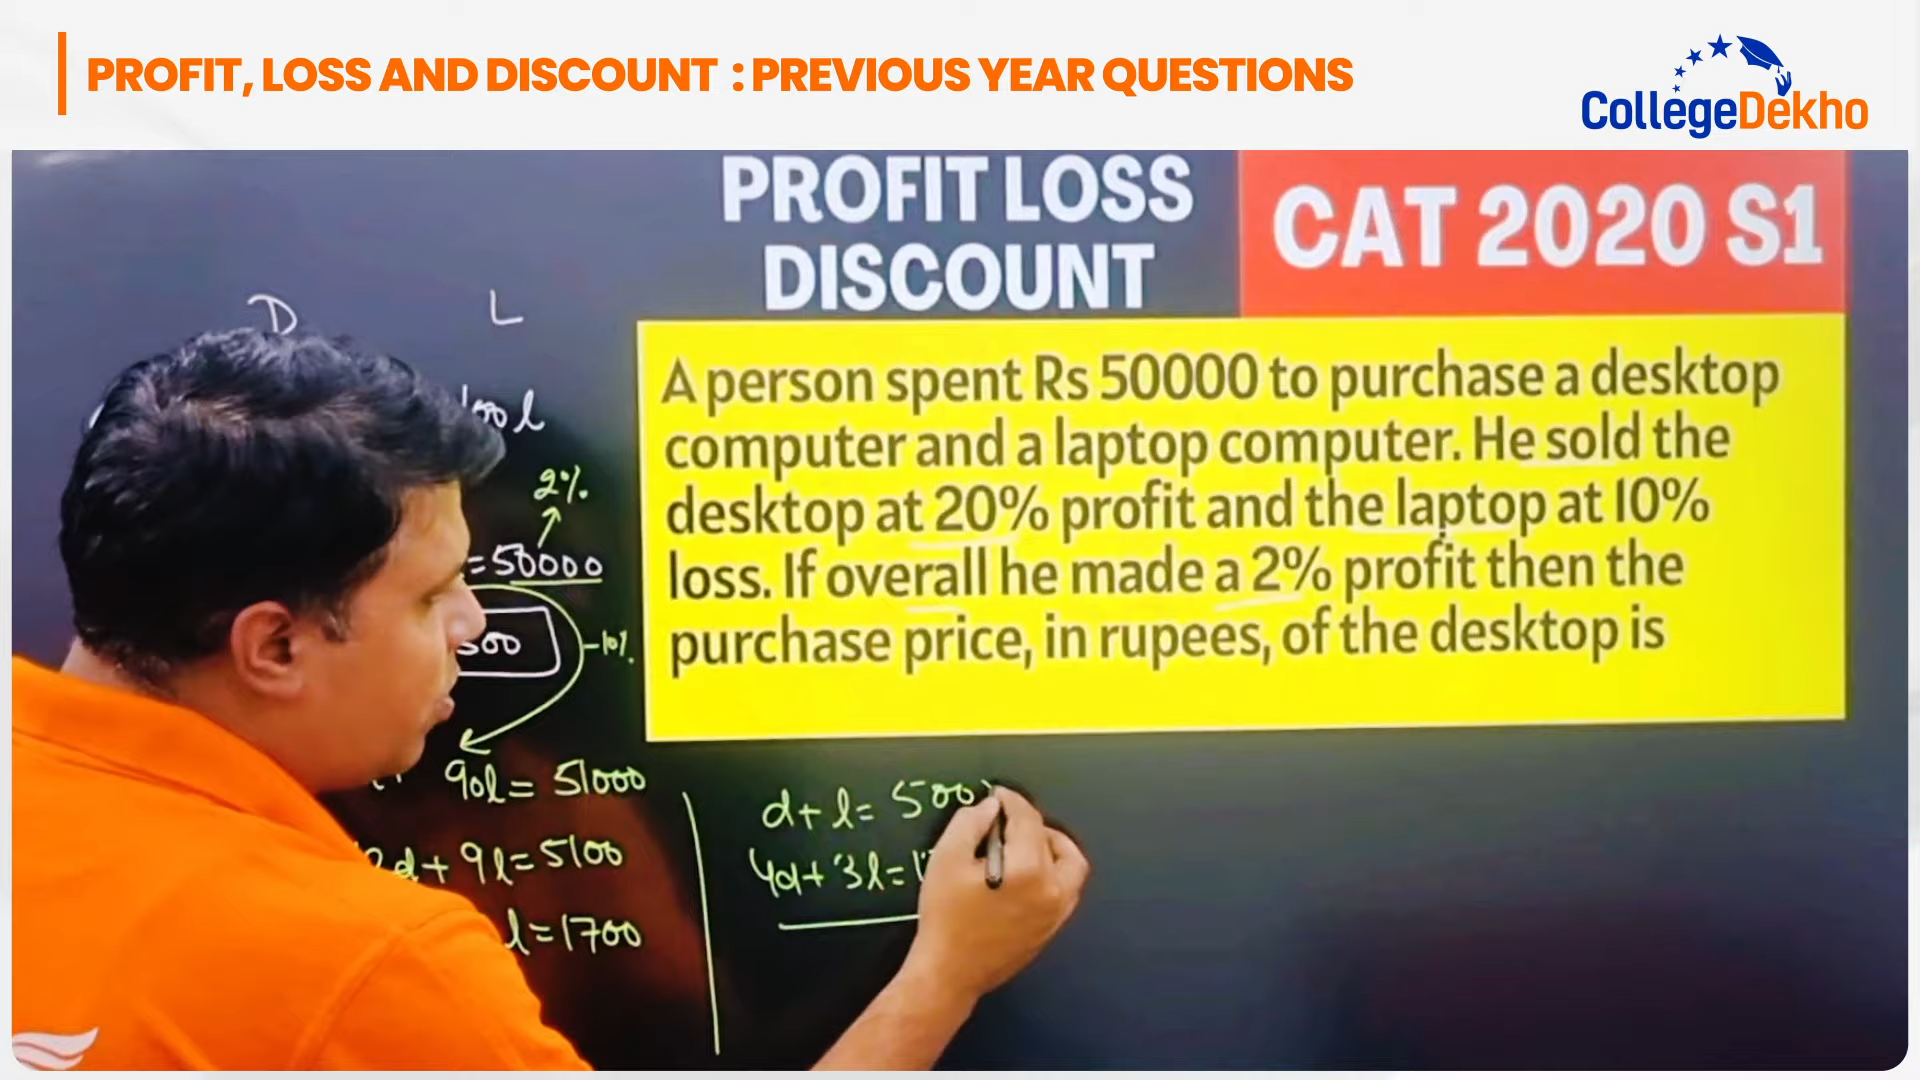 PROFIT, LOSS AND DISCOUNT : PREVIOUS YEAR QUESTIONS
CollegeDekho
PROFIT LOSS
DISCOUNT
CAT 2020 S1
A person spent Rs 50000 to purchase a desktop
computer and a laptop computer. He sold the
desktop at 20% profit and the laptop at 10%
loss. If overall he made a 2% profit then the
purchase price, in rupees, of the desktop is
D L
100l
2%.
=50000
500
-10%.
90l = 51000
d + 9l = 5100
l = 1700
d + l = 500
4d + 3l = 1